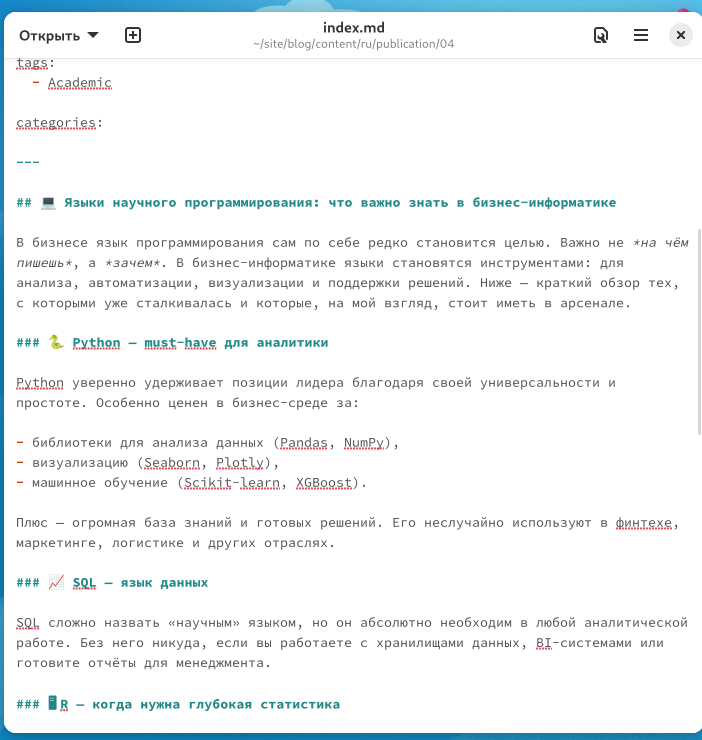 Открыть
index.md
~/site/blog/content/ru/publication/04
tags:
- Academic
categories:
---
## 💻 Языки научного программирования: что важно знать в бизнес-информатике
В бизнесе язык программирования сам по себе редко становится целью. Важно не *на чём
пишешь*, а *зачем*. В бизнес-информатике языки становятся инструментами: для
анализа, автоматизации, визуализации и поддержки решений. Ниже — краткий обзор тех,
с которыми уже сталкивалась и которые, на мой взгляд, стоит иметь в арсенале.
### 🐍 Python — must-have для аналитики
Python уверенно удерживает позиции лидера благодаря своей универсальности и
простоте. Особенно ценен в бизнес-среде за:
- библиотеки для анализа данных (Pandas, NumPy),
- визуализацию (Seaborn, Plotly),
- машинное обучение (Scikit-learn, XGBoost).
Плюс — огромная база знаний и готовых решений. Его неслучайно используют в финтехе,
маркетинге, логистике и других отраслях.
### 📈 SQL — язык данных
SQL сложно назвать «научным» языком, но он абсолютно необходим в любой аналитической
работе. Без него никуда, если вы работаете с хранилищами данных, BI-системами или
готовите отчёты для менеджмента.
### 🖥R — когда нужна глубокая статистика